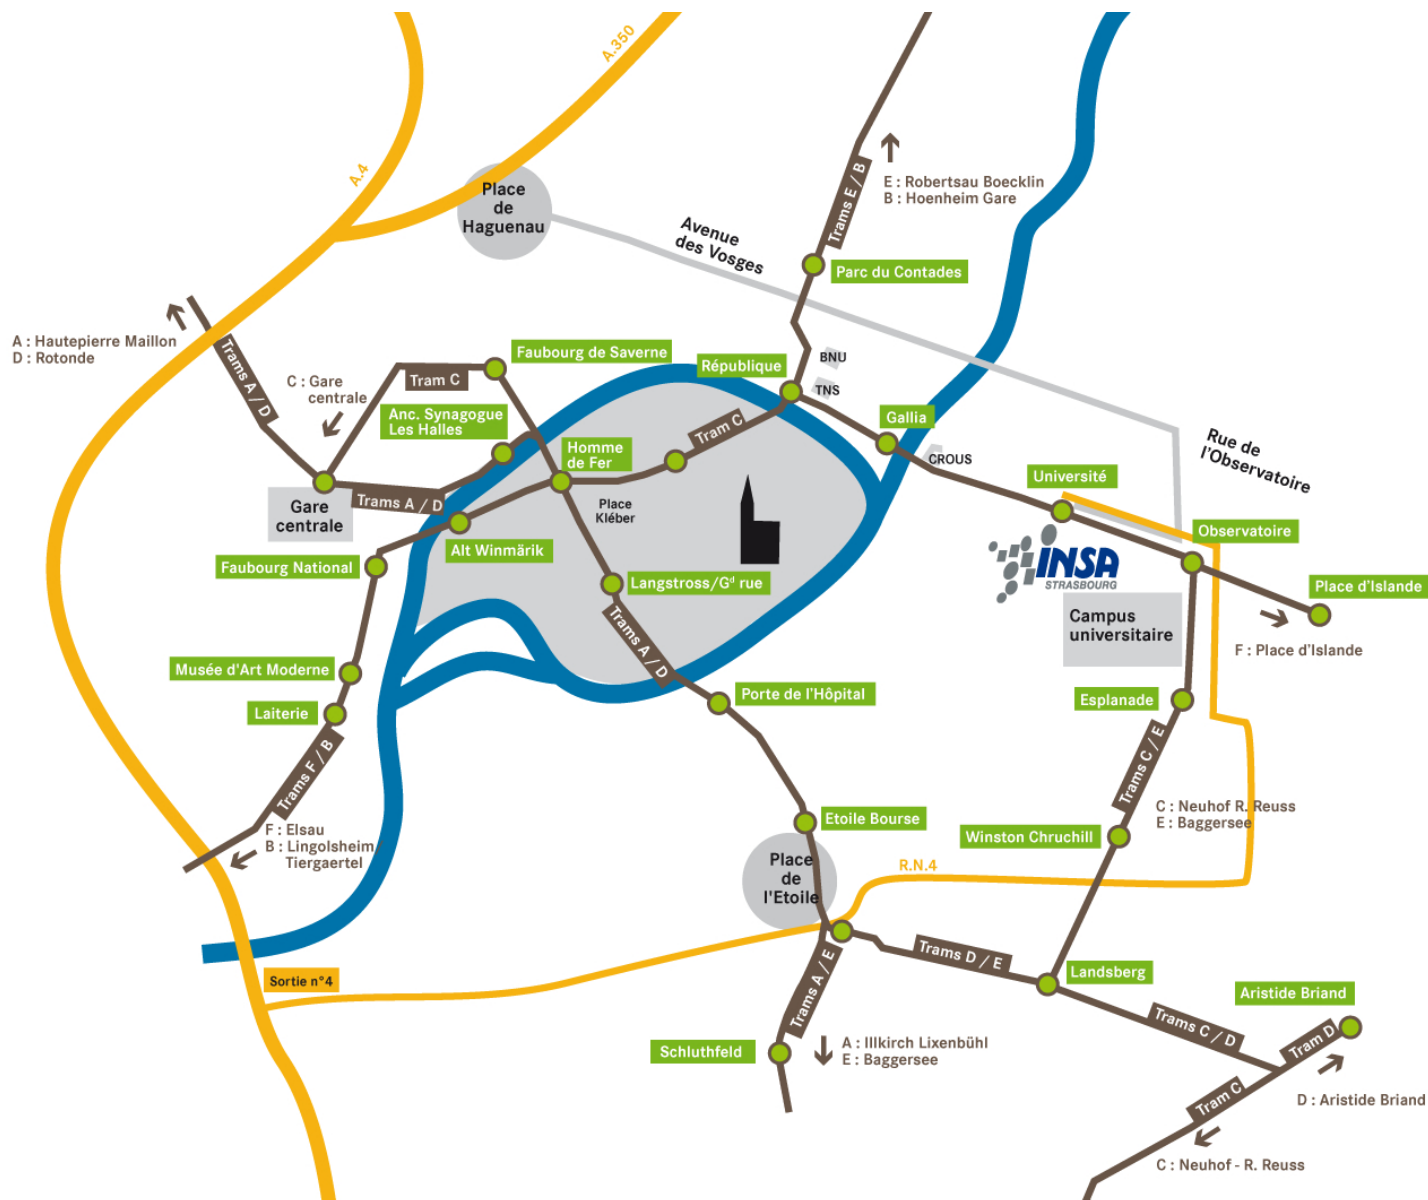 A.350
A.4
Place
de
Haguenau
Avenue
des Vosges
Trams E / B
E : Robertsau Boecklin
B : Hoenheim Gare
Parc du Contades
A : Hautepierre Maillon
D : Rotonde
Trams A / D
C : Gare
centrale
Tram C
Faubourg de Saverne
République
BNU
TNS
Anc. Synagogue
Les Halles
Homme
de Fer
Tram C
Gallia
CROUS
Rue de
l'Observatoire
Université
Gare
centrale
Trams A / D
Place
Kléber
Alt Winmärik
Observatoire
Faubourg National
Langstross/Gd rue
INSA
STRASBOURG
Place d'Islande
Campus
universitaire
F : Place d'Islande
Trams A / D
Musée d'Art Moderne
Laiterie
Porte de l'Hôpital
Esplanade
Trams F / B
Trams C / E
C : Neuhof R. Reuss
E : Baggersee
F : Elsau
B : Lingolsheim
Tiergaertel
Etoile Bourse
Winston Chruchill
Place
de
l'Etoile
R.N.4
Sortie n°4
Trams D / E
Landsberg
Trams A / E
Aristide Briand
Trams C / D
Tram D
Schluthfeld
A : Illkirch Lixenbühl
E : Baggersee
Tram C
D : Aristide Briand
C : Neuhof - R. Reuss